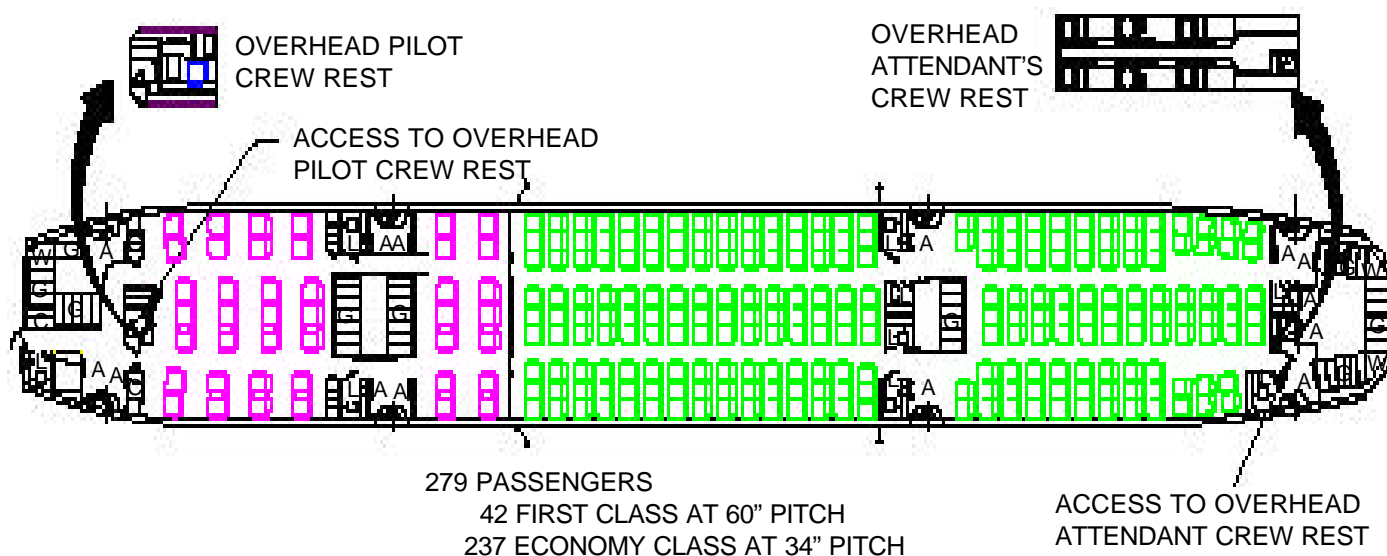 OVERHEAD PILOT
CREW REST
OVERHEAD
ATTENDANT'S
CREW REST
ACCESS TO OVERHEAD
PILOT CREW REST
W G A C
G
C G
C
A A C
L A A
G G
L A A
L A
G
L A
A A
L A
A
A
G W
G
G W
279 PASSENGERS
42 FIRST CLASS AT 60” PITCH
237 ECONOMY CLASS AT 34” PITCH
ACCESS TO OVERHEAD
ATTENDANT CREW REST